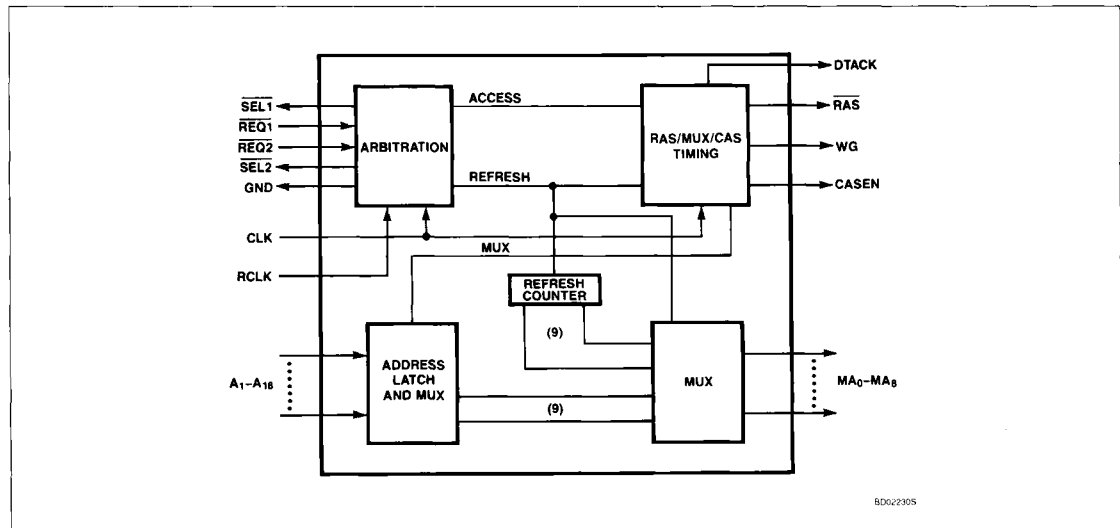 DTACK
ACCESS
SEL1
RAS
REQ1
ARBITRATION
RAS/MUX/CAS
TIMING
REQ2
WG
SEL2
GND
REFRESH
CASEN
CLK
MUX
RCLK
REFRESH
COUNTER
(9)
A₁–A₁₈
ADDRESS
LATCH
AND MUX
(9)
MUX
MA₀–MA₈
BD02230S